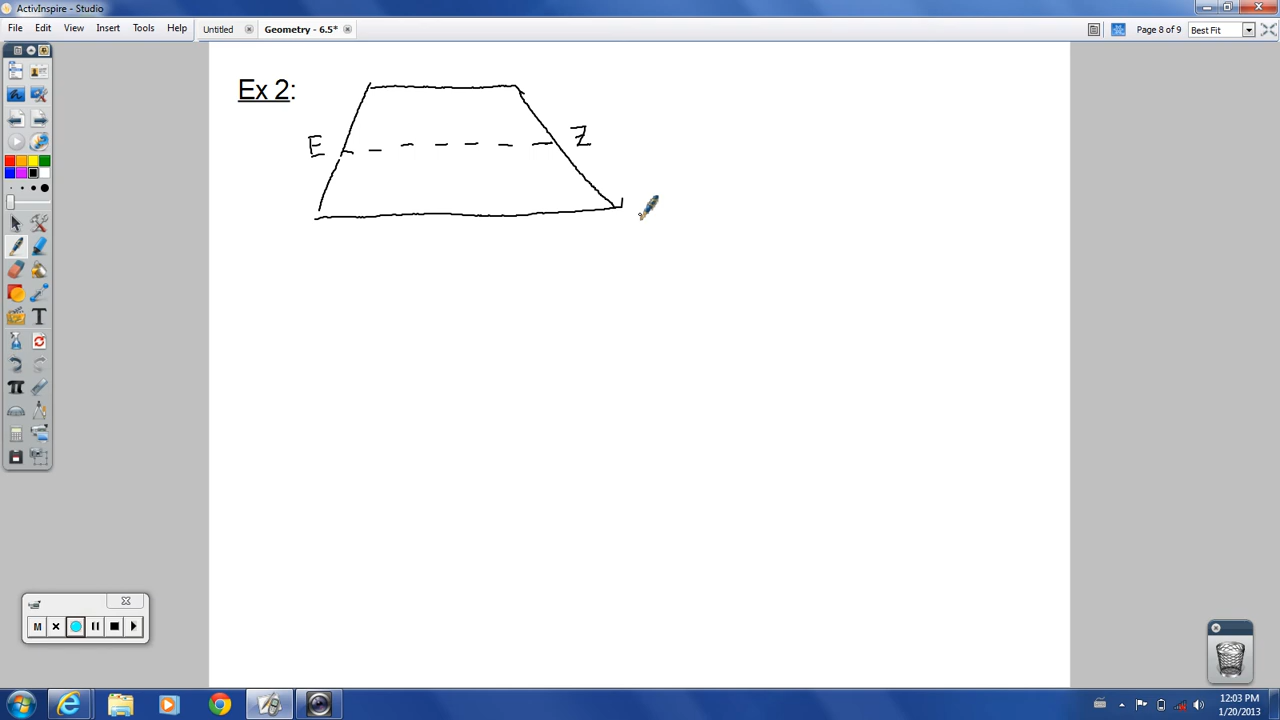 ActivInspire - Studio
File Edit View Insert Tools Help
Untitled
Geometry - 6.5*
Page 8 of 9
Best Fit
Ex 2:
E
Z
M
12:03 PM
1/20/2013